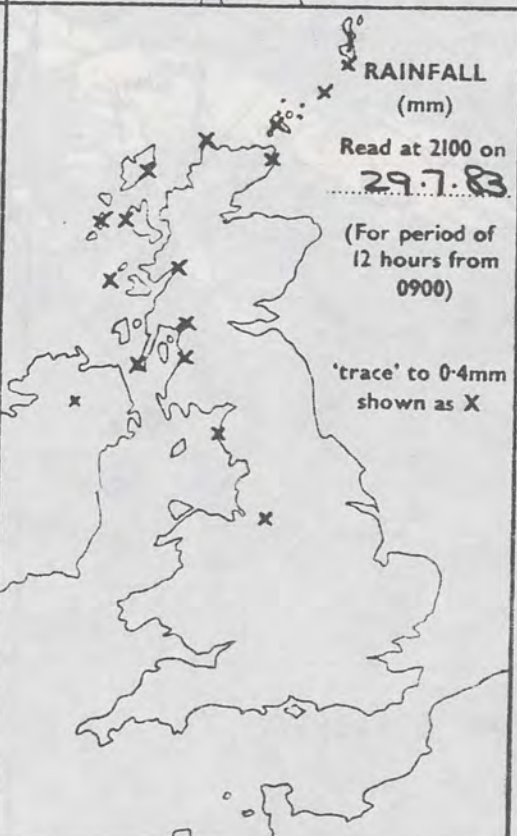 RAINFALL
(mm)
Read at 2100 on
29.7.83
(For period of
12 hours from
0900)
'trace' to 0·4mm
shown as X